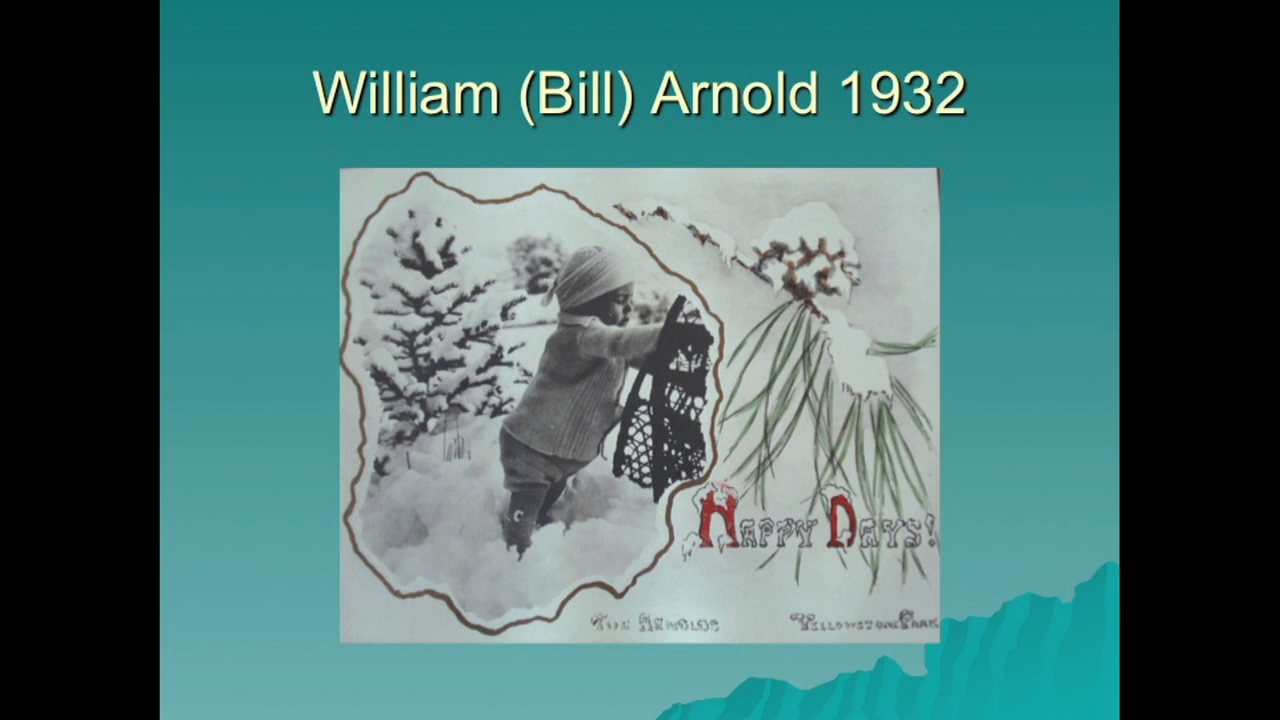 William (Bill) Arnold 1932
Happy Days!
The Arnolds
Yellowstone Park